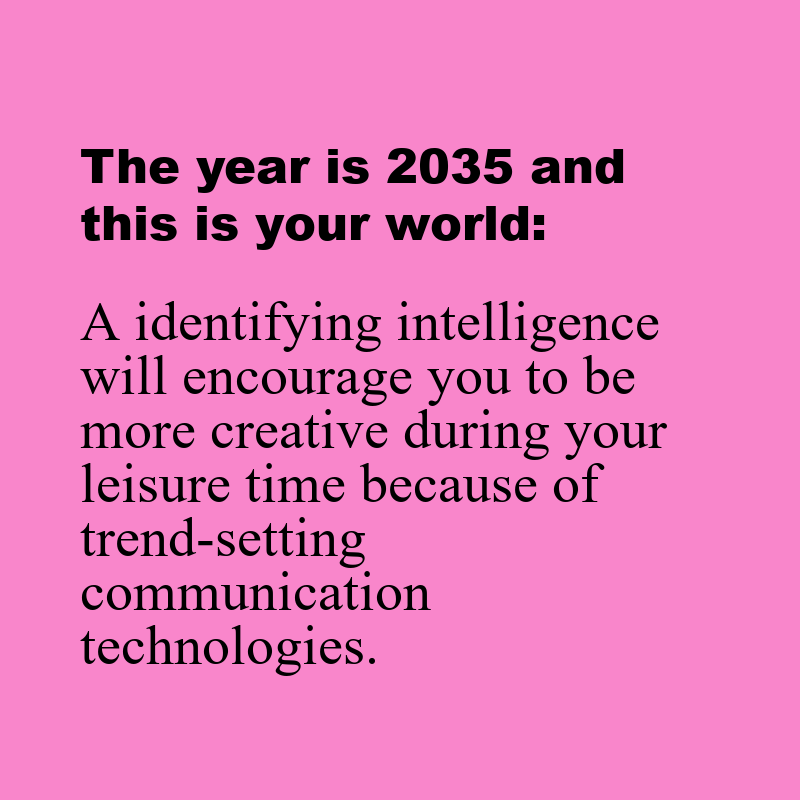 The year is 2035 and
this is your world:
A identifying intelligence
will encourage you to be
more creative during your
leisure time because of
trend-setting
communication
technologies.